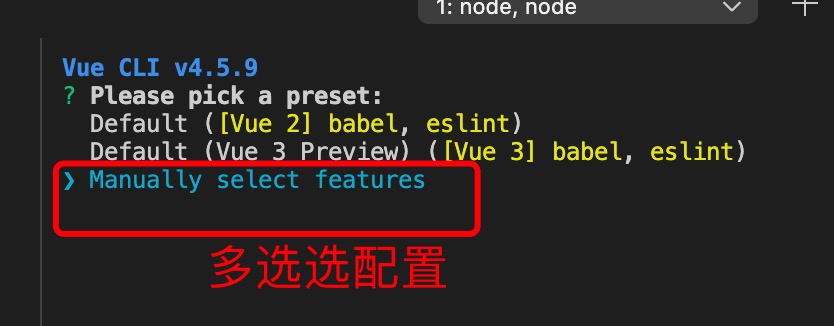 1: node, node
Vue CLI v4.5.9
? Please pick a preset:
Default ([Vue 2] babel, eslint)
Default (Vue 3 Preview) ([Vue 3] babel, eslint)
❯ Manually select features
多选选配置